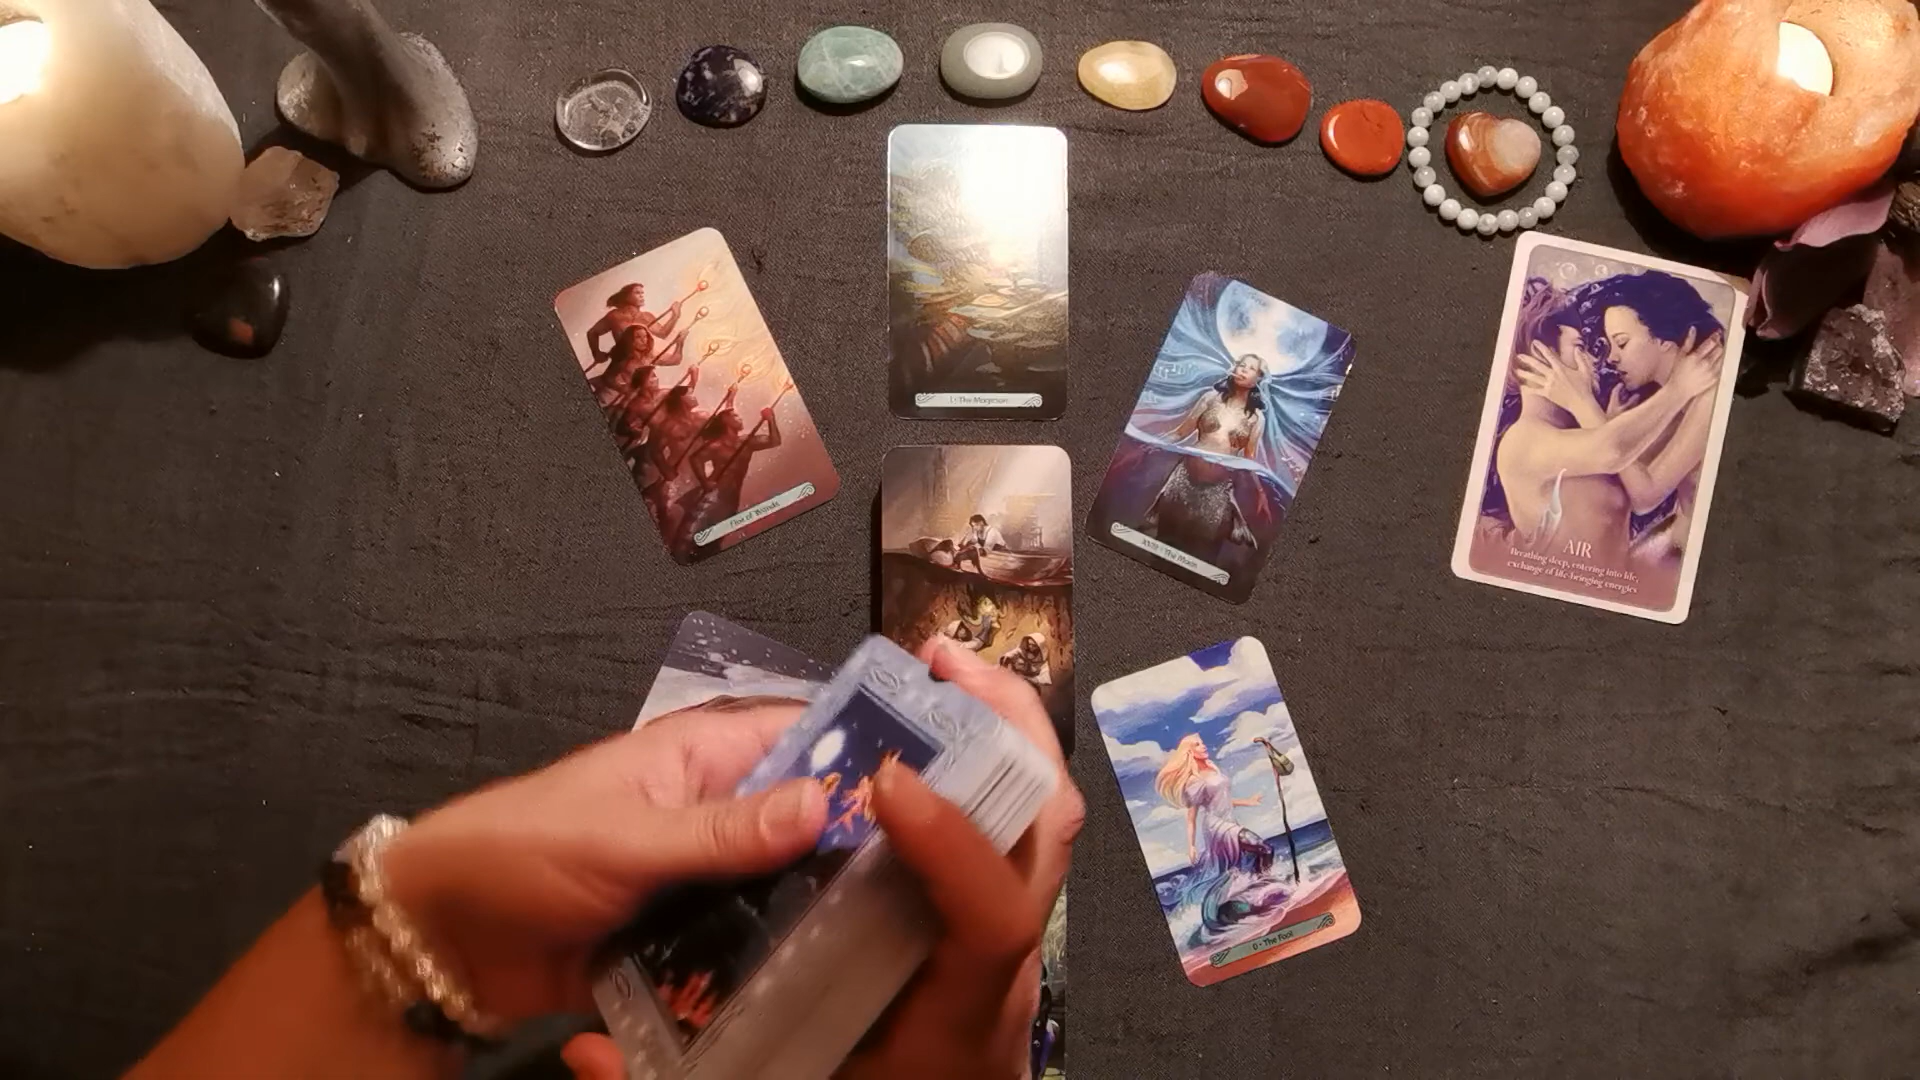 Five of Wands
I • The Magician
XVIII • The Moon
AIR
Breathing deep, entering into life,
exchange of life-bringing energies
0 • The Fool